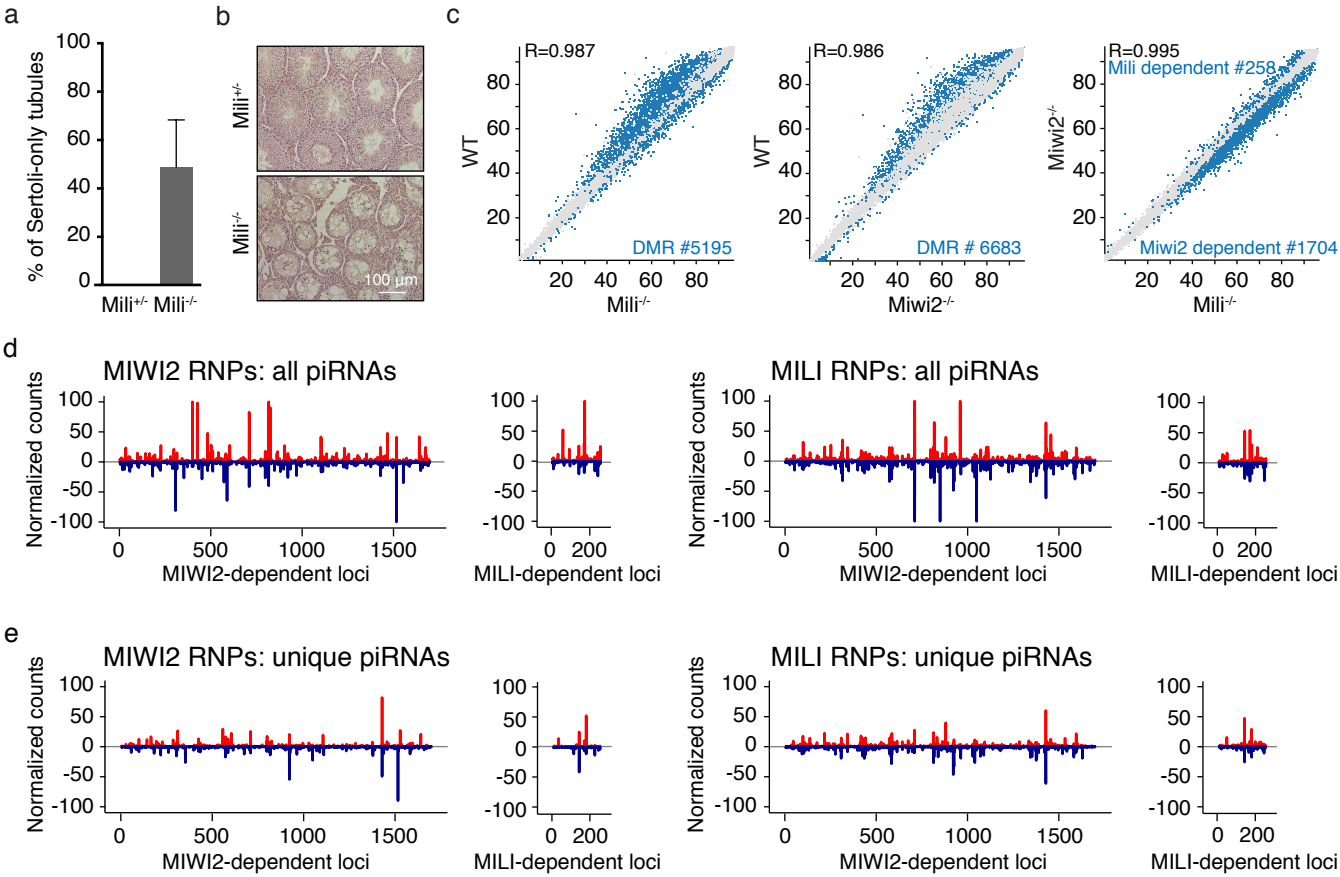 a
b
c
100
80
60
40
20
0
% of Sertoli-only tubules
Mili+/- Mili-/-
Mili+/-
Mili-/-
100 µm
R=0.987
80
60
40
20
WT
DMR #5195
20 40 60 80
Mili-/-
R=0.986
80
60
40
20
WT
DMR # 6683
20 40 60 80
Miwi2-/-
R=0.995
Mili dependent #258
80
60
40
20
Miwi2-/-
Miwi2 dependent #1704
20 40 60 80
Mili-/-
d
MIWI2 RNPs: all piRNAs
Normalized counts
100
50
0
-50
-100
0 500 1000 1500
MIWI2-dependent loci
100
50
0
-50
-100
0 200
MILI-dependent loci
MILI RNPs: all piRNAs
Normalized counts
100
50
0
-50
-100
0 500 1000 1500
MIWI2-dependent loci
100
50
0
-50
-100
0 200
MILI-dependent loci
e
MIWI2 RNPs: unique piRNAs
Normalized counts
100
50
0
-50
-100
0 500 1000 1500
MIWI2-dependent loci
100
50
0
-50
-100
0 200
MILI-dependent loci
MILI RNPs: unique piRNAs
Normalized counts
100
50
0
-50
-100
0 500 1000 1500
MIWI2-dependent loci
100
50
0
-50
-100
0 200
MILI-dependent loci